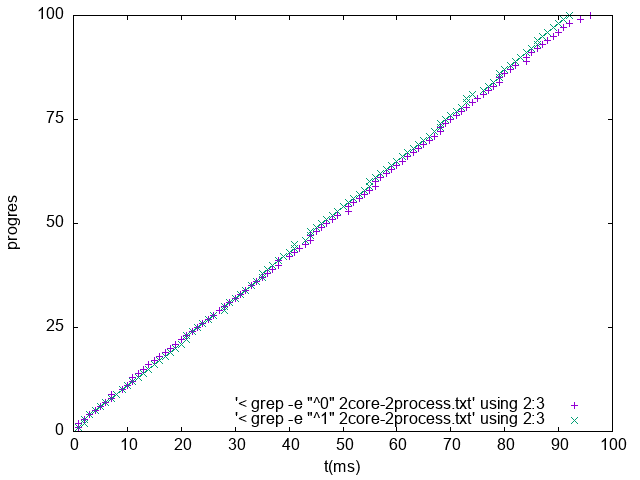 100
75
50
25
0
progres
'< grep -e "^0" 2core-2process.txt' using 2:3
'< grep -e "^1" 2core-2process.txt' using 2:3
0 10 20 30 40 50 60 70 80 90 100
t(ms)